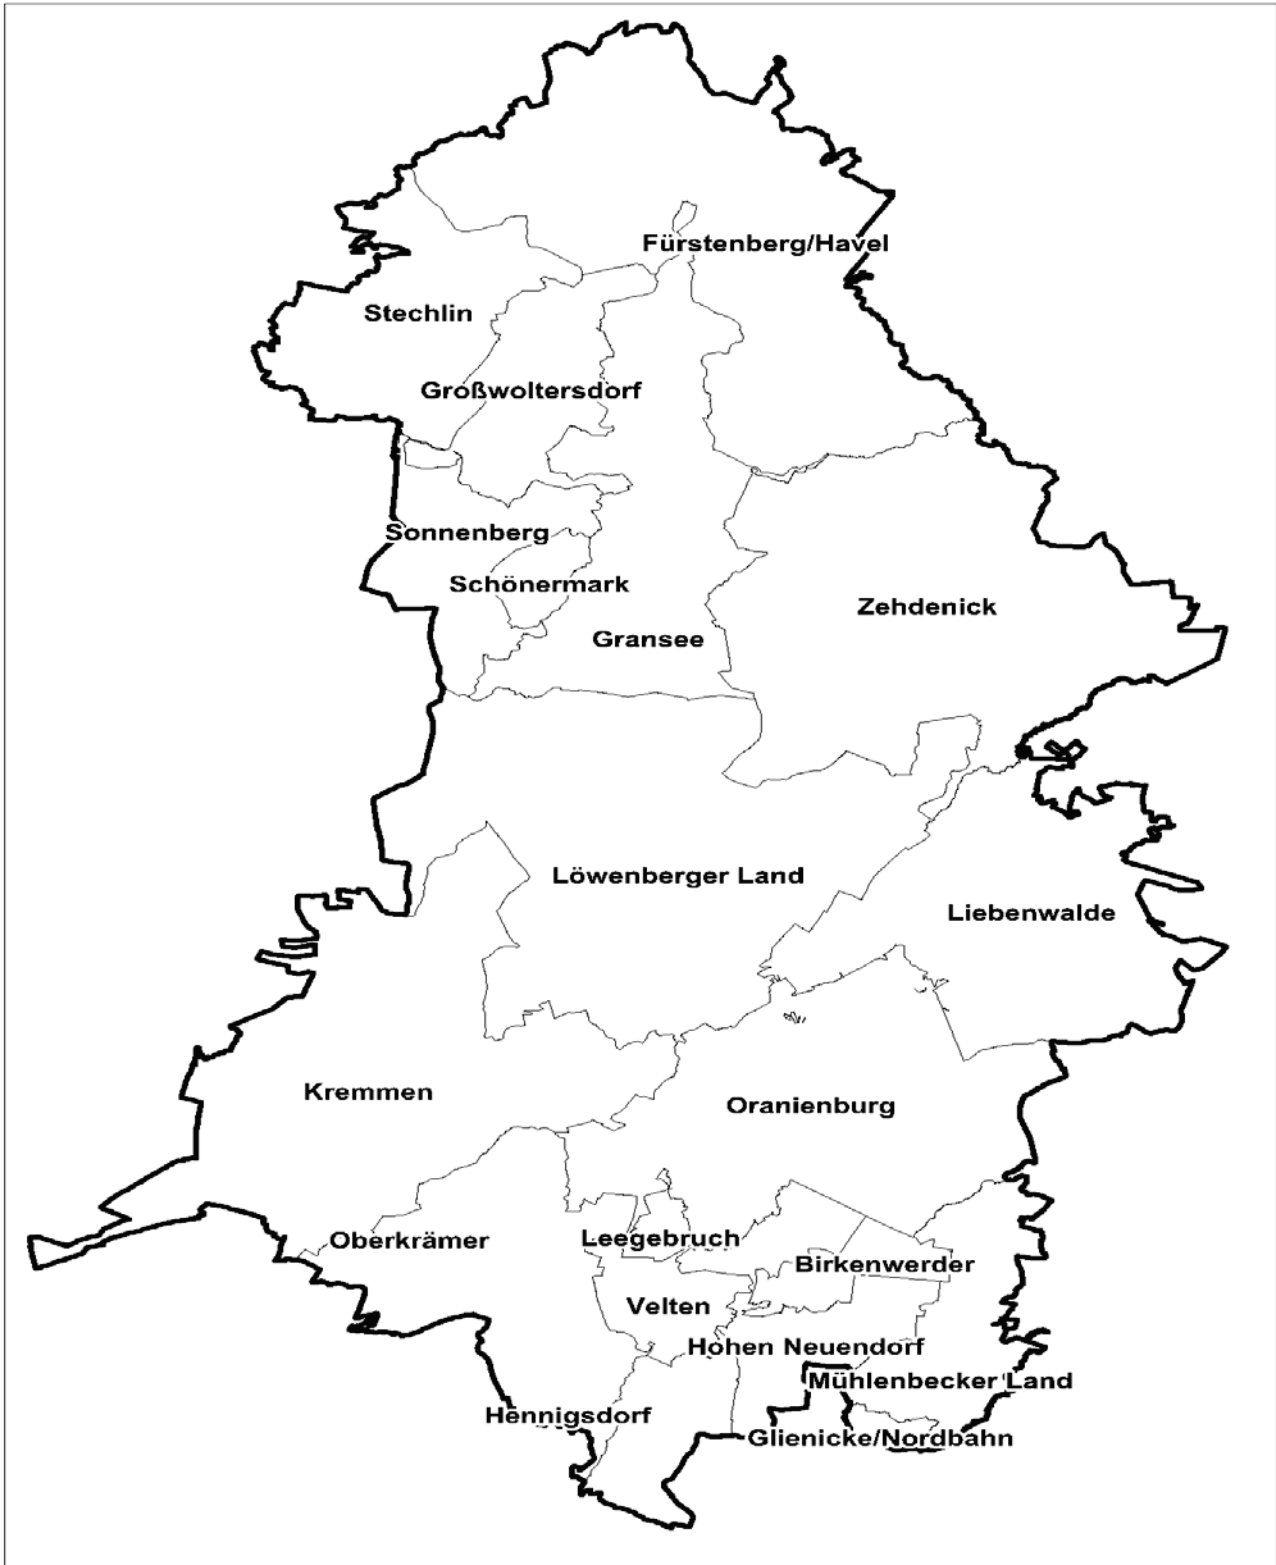 Fürstenberg/Havel
Stechlin
Großwoltersdorf
Sonnenberg
Schönermark
Zehdenick
Gransee
Löwenberger Land
Liebenwalde
Kremmen
Oranienburg
Oberkrämer
Leegebruch
Birkenwerder
Velten
Hohen Neuendorf
Mühlenbecker Land
Hennigsdorf
Glienicke/Nordbahn